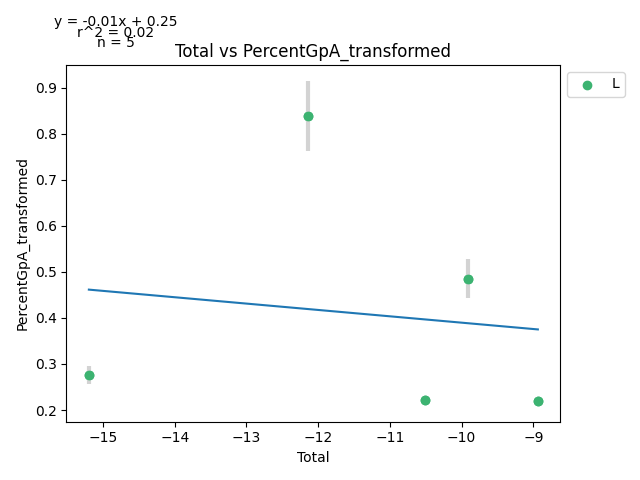 y = -0.01x + 0.25
r^2 = 0.02
n = 5
Total vs PercentGpA_transformed
L
PercentGpA_transformed
0.9
0.8
0.7
0.6
0.5
0.4
0.3
0.2
−15
−14
−13
−12
−11
−10
−9
Total